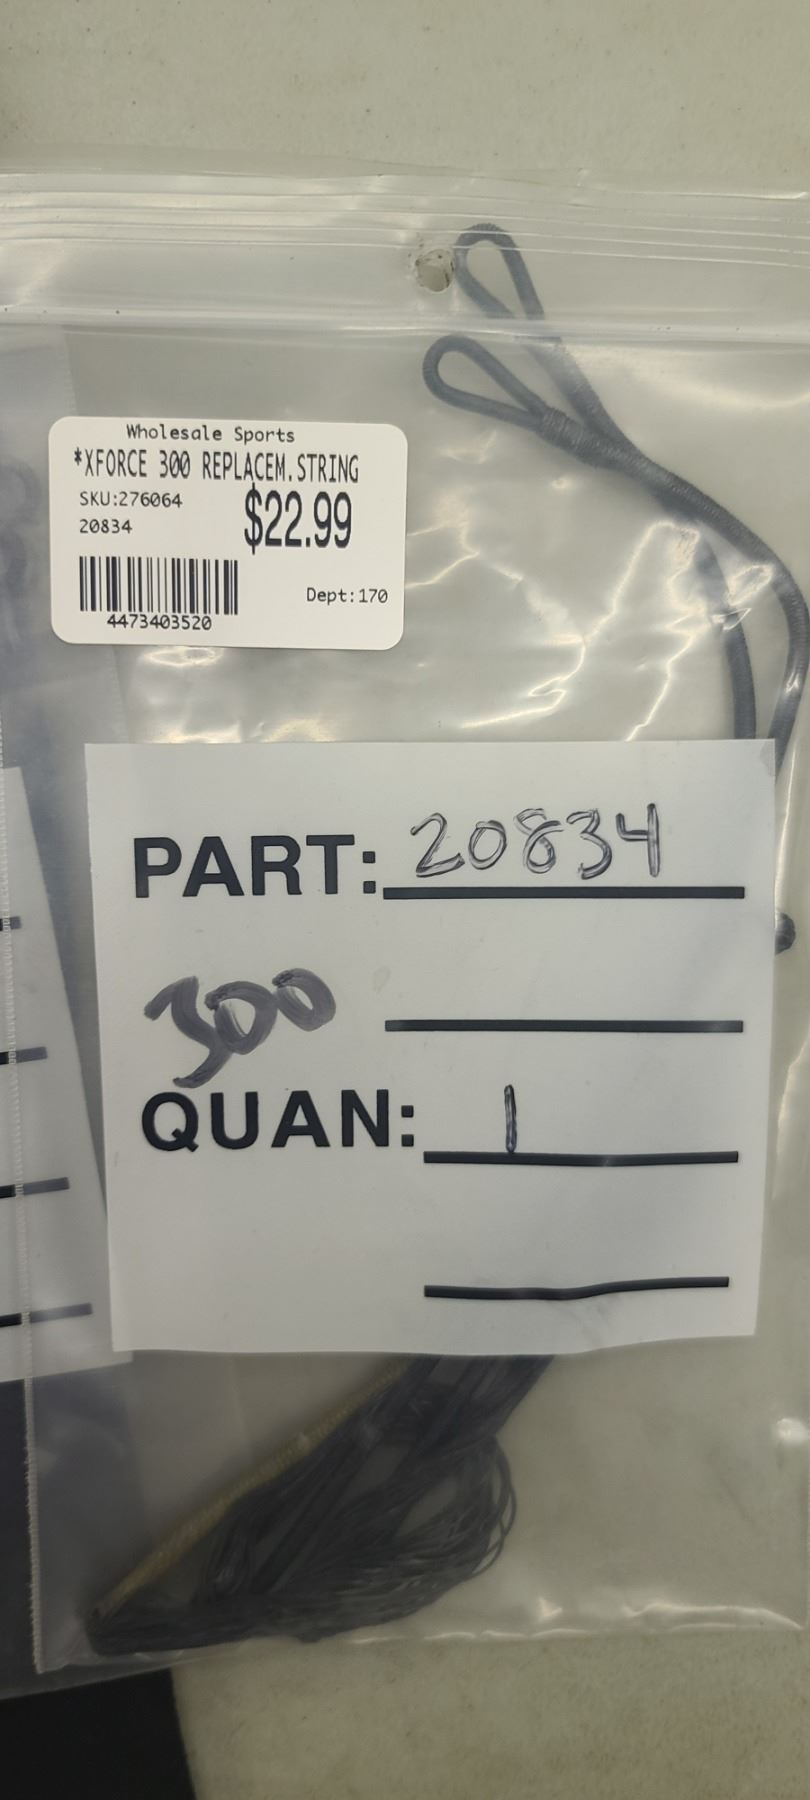 Wholesale Sports
*XFORCE 300 REPLACEM.STRING
SKU:276064
$22.99
20834
Dept:170
4473403520
PART: 20834
300
QUAN: 1